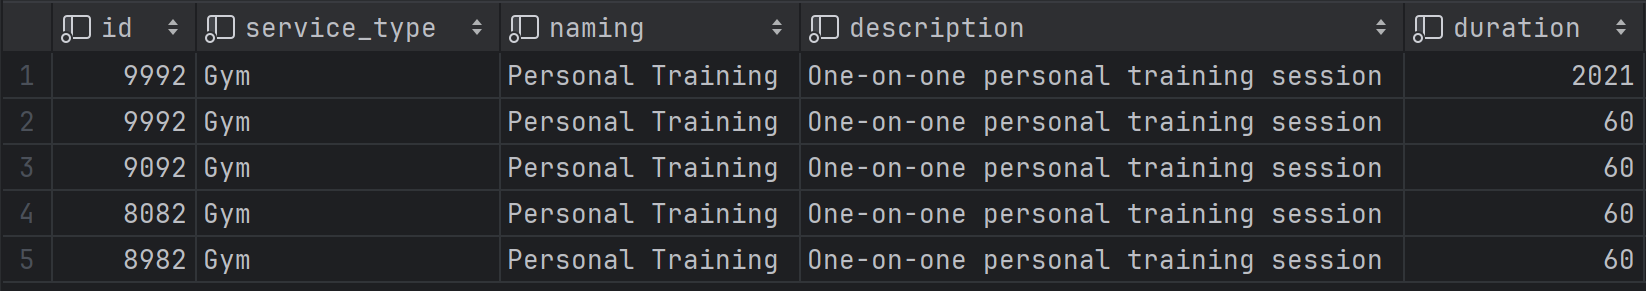 id service_type naming description duration
1 9992 Gym Personal Training One-on-one personal training session 2021
2 9992 Gym Personal Training One-on-one personal training session 60
3 9092 Gym Personal Training One-on-one personal training session 60
4 8082 Gym Personal Training One-on-one personal training session 60
5 8982 Gym Personal Training One-on-one personal training session 60